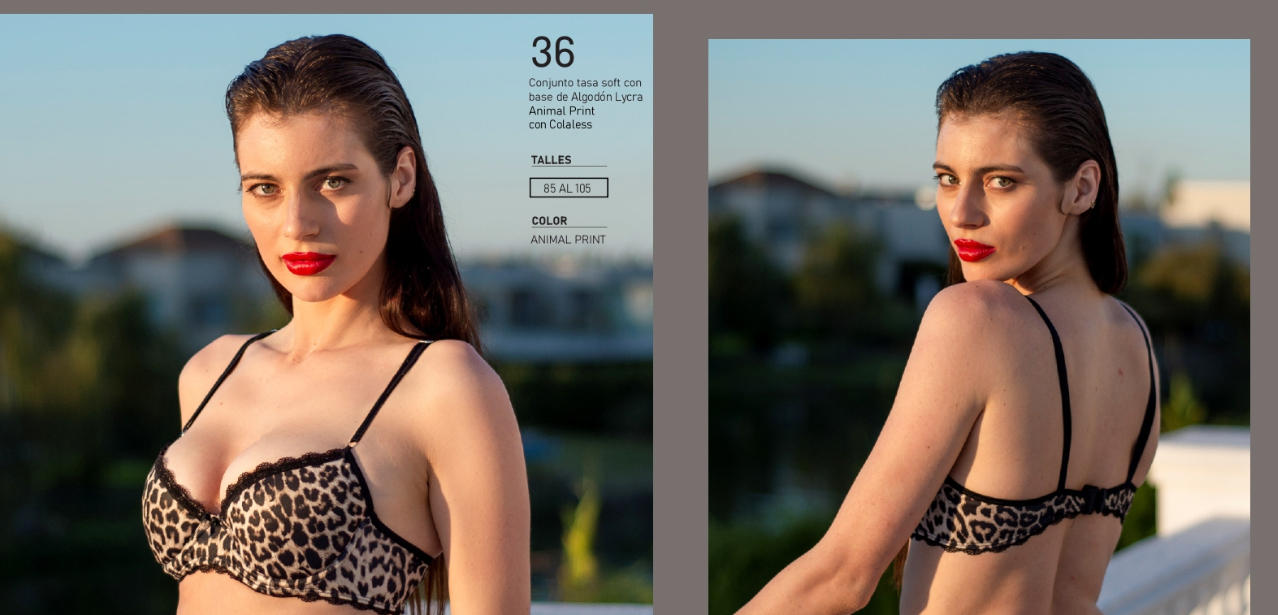 36
Conjunto tasa soft con
base de Algodón Lycra
Animal Print
con Colaless
TALLES
85 AL 105
COLOR
ANIMAL PRINT